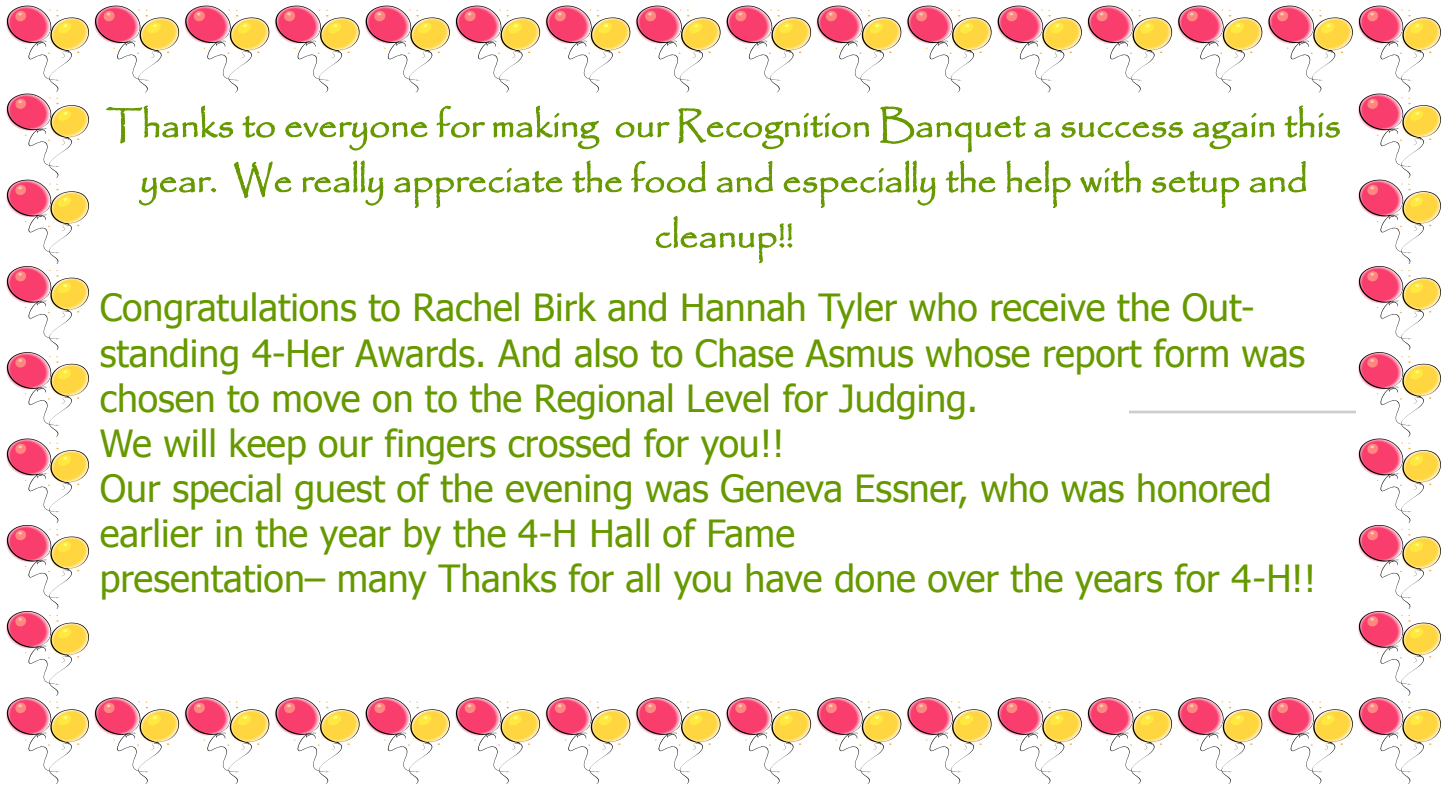 Thanks to everyone for making  our Recognition Banquet a success again this
year.  We really appreciate the food and especially the help with setup and
cleanup!!
Congratulations to Rachel Birk and Hannah Tyler who receive the Out-
standing 4-Her Awards. And also to Chase Asmus whose report form was
chosen to move on to the Regional Level for Judging.
We will keep our fingers crossed for you!!
Our special guest of the evening was Geneva Essner, who was honored
earlier in the year by the 4-H Hall of Fame
presentation– many Thanks for all you have done over the years for 4-H!!